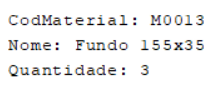 CodMaterial: M0013
Nome: Fundo 155x35
Quantidade: 3